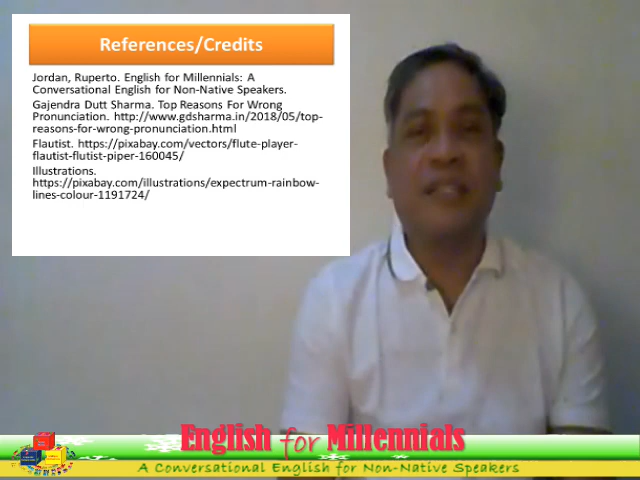 References/Credits
Jordan, Ruperto. English for Millennials: A
Conversational English for Non-Native Speakers.
Gajendra Dutt Sharma. Top Reasons For Wrong
Pronunciation. http://www.gdsharma.in/2018/05/top-
reasons-for-wrong-pronunciation.html
Flautist. https://pixabay.com/vectors/flute-player-
flautist-flutist-piper-160045/
Illustrations.
https://pixabay.com/illustrations/expectrum-rainbow-
lines-colour-1191724/
English for Millennials
A Conversational English for Non-Native Speakers